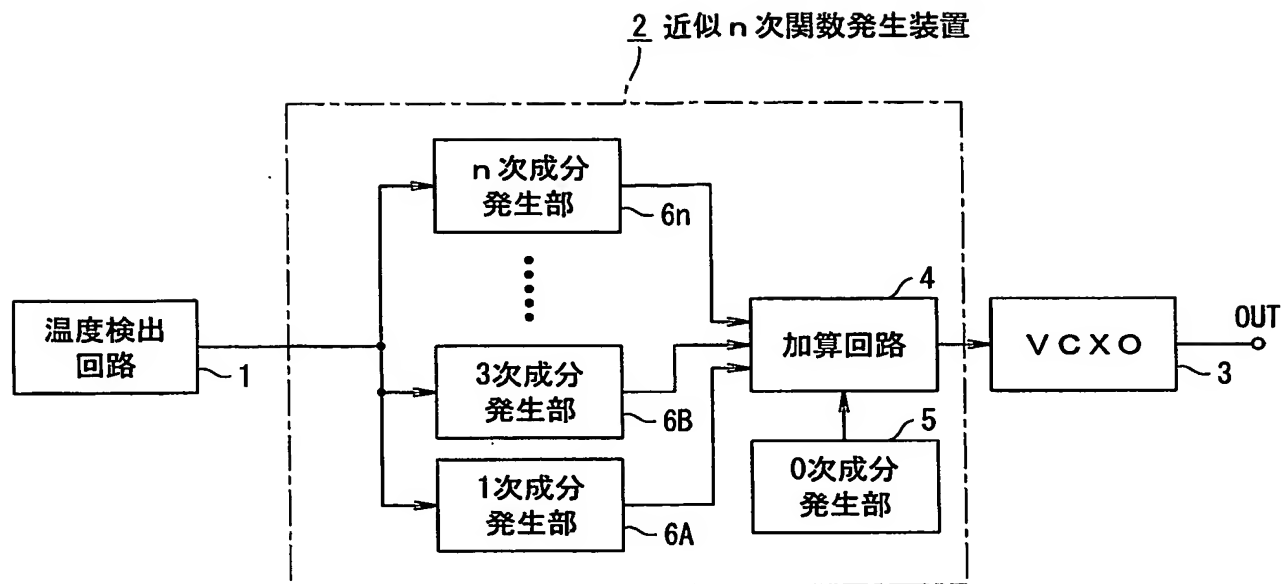 2 近似n次関数発生装置
n次成分
発生部
6n
温度検出
回路
1
3次成分
発生部
6B
1次成分
発生部
6A
4
加算回路
5
0次成分
発生部
VCXO
3
OUT